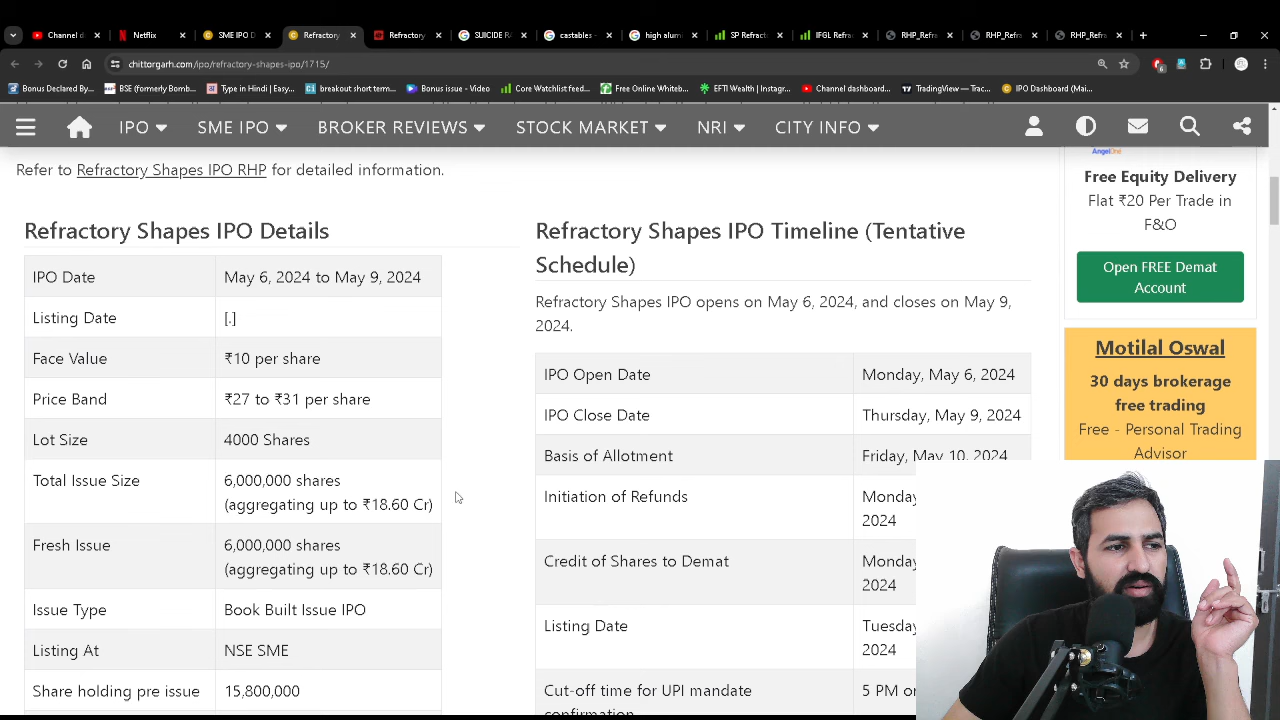 Channel d
Netflix
SME IPO D
Refractory
Refractory
SUICIDE R
castables –
high alum
SP Refract
IFGL Refra
RHP_Refra
RHP_Refra
RHP_Refra
chittorgarh.com/ipo/refractory-shapes-ipo/1715/
6
Bonus Declared By...
BSE (formerly Bomb...
Type in Hindi | Easy...
breakout short term...
Bonus issue - Video
Core Watchlist feed...
Free Online Whiteb...
EFTI Wealth | Instagr...
Channel dashboard...
TradingView — Trac...
IPO Dashboard (Mai...
IPO
SME IPO
BROKER REVIEWS
STOCK MARKET
NRI
CITY INFO
Refer to Refractory Shapes IPO RHP for detailed information.
Refractory Shapes IPO Details
IPO Date May 6, 2024 to May 9, 2024
Listing Date [.]
Face Value ₹10 per share
Price Band ₹27 to ₹31 per share
Lot Size 4000 Shares
Total Issue Size 6,000,000 shares
(aggregating up to ₹18.60 Cr)
Fresh Issue 6,000,000 shares
(aggregating up to ₹18.60 Cr)
Issue Type Book Built Issue IPO
Listing At NSE SME
Share holding pre issue 15,800,000
Refractory Shapes IPO Timeline (Tentative
Schedule)
Refractory Shapes IPO opens on May 6, 2024, and closes on May 9,
2024.
IPO Open Date Monday, May 6, 2024
IPO Close Date Thursday, May 9, 2024
Basis of Allotment Friday, May 10, 2024
Initiation of Refunds Monday
2024
Credit of Shares to Demat Monday
2024
Listing Date Tuesday
2024
Cut-off time for UPI mandate 5 PM on
confirmation
AngelOne
Free Equity Delivery
Flat ₹20 Per Trade in
F&O
Open FREE Demat
Account
Motilal Oswal
30 days brokerage
free trading
Free - Personal Trading
Advisor